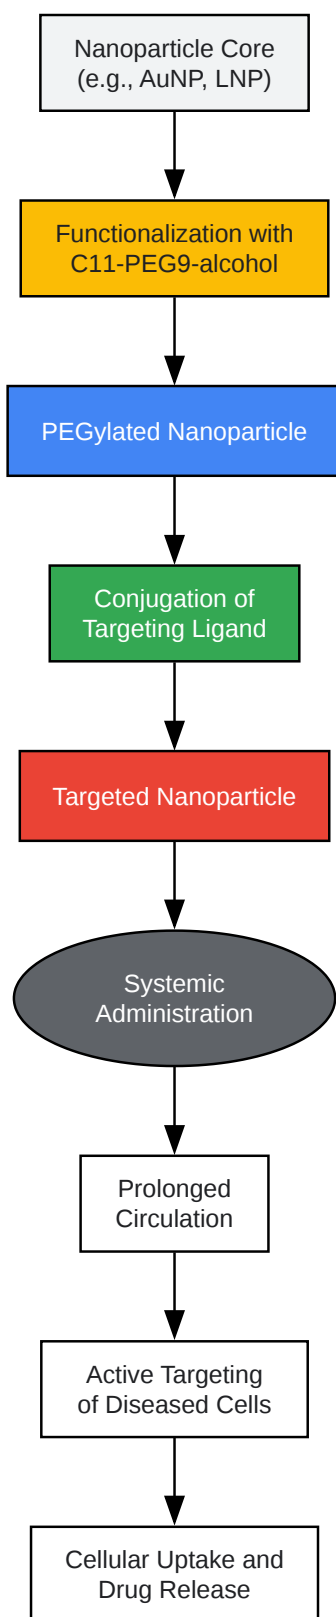 Nanoparticle Core
(e.g., AuNP, LNP)
Functionalization with
C11-PEG9-alcohol
PEGylated Nanoparticle
Conjugation of
Targeting Ligand
Targeted Nanoparticle
Systemic
Administration
Prolonged
Circulation
Active Targeting
of Diseased Cells
Cellular Uptake and
Drug Release